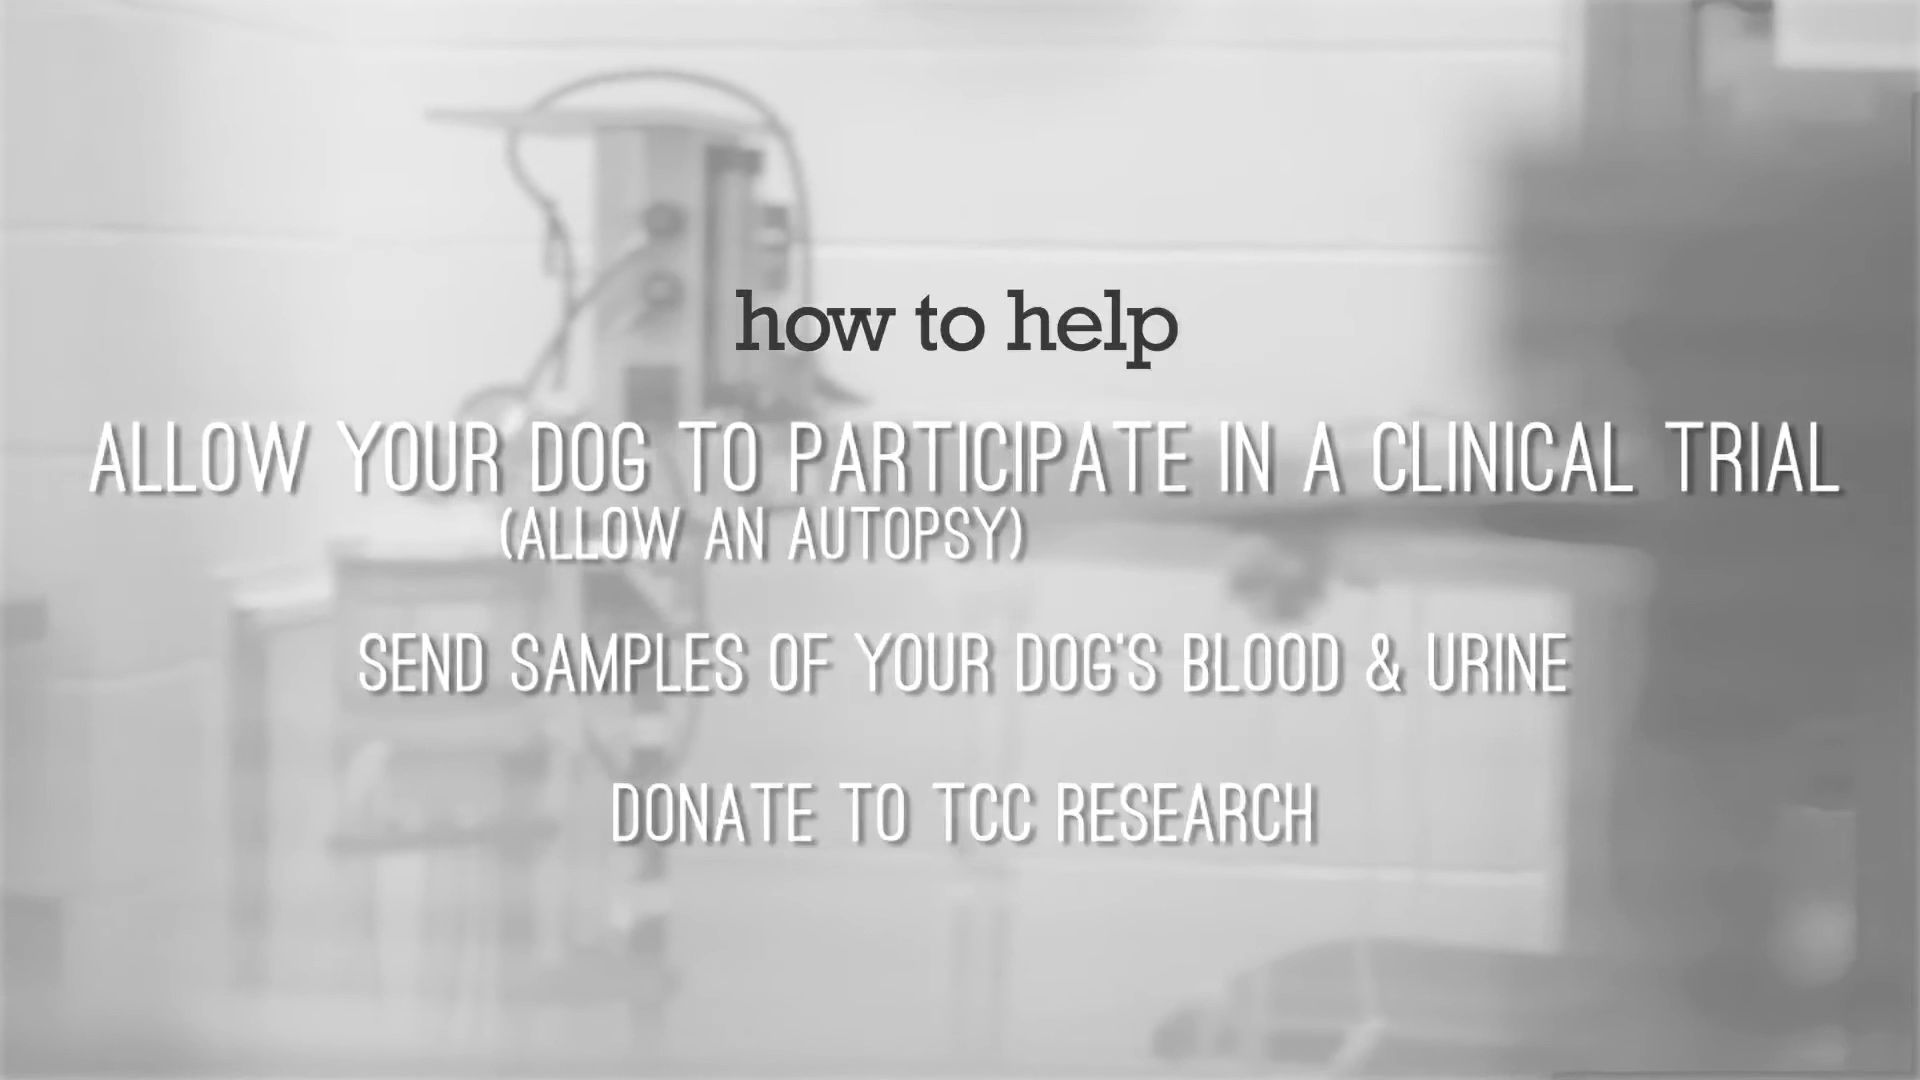 how to help
ALLOW YOUR DOG TO PARTICIPATE IN A CLINICAL TRIAL
(ALLOW AN AUTOPSY)
SEND SAMPLES OF YOUR DOG'S BLOOD & URINE
DONATE TO TCC RESEARCH